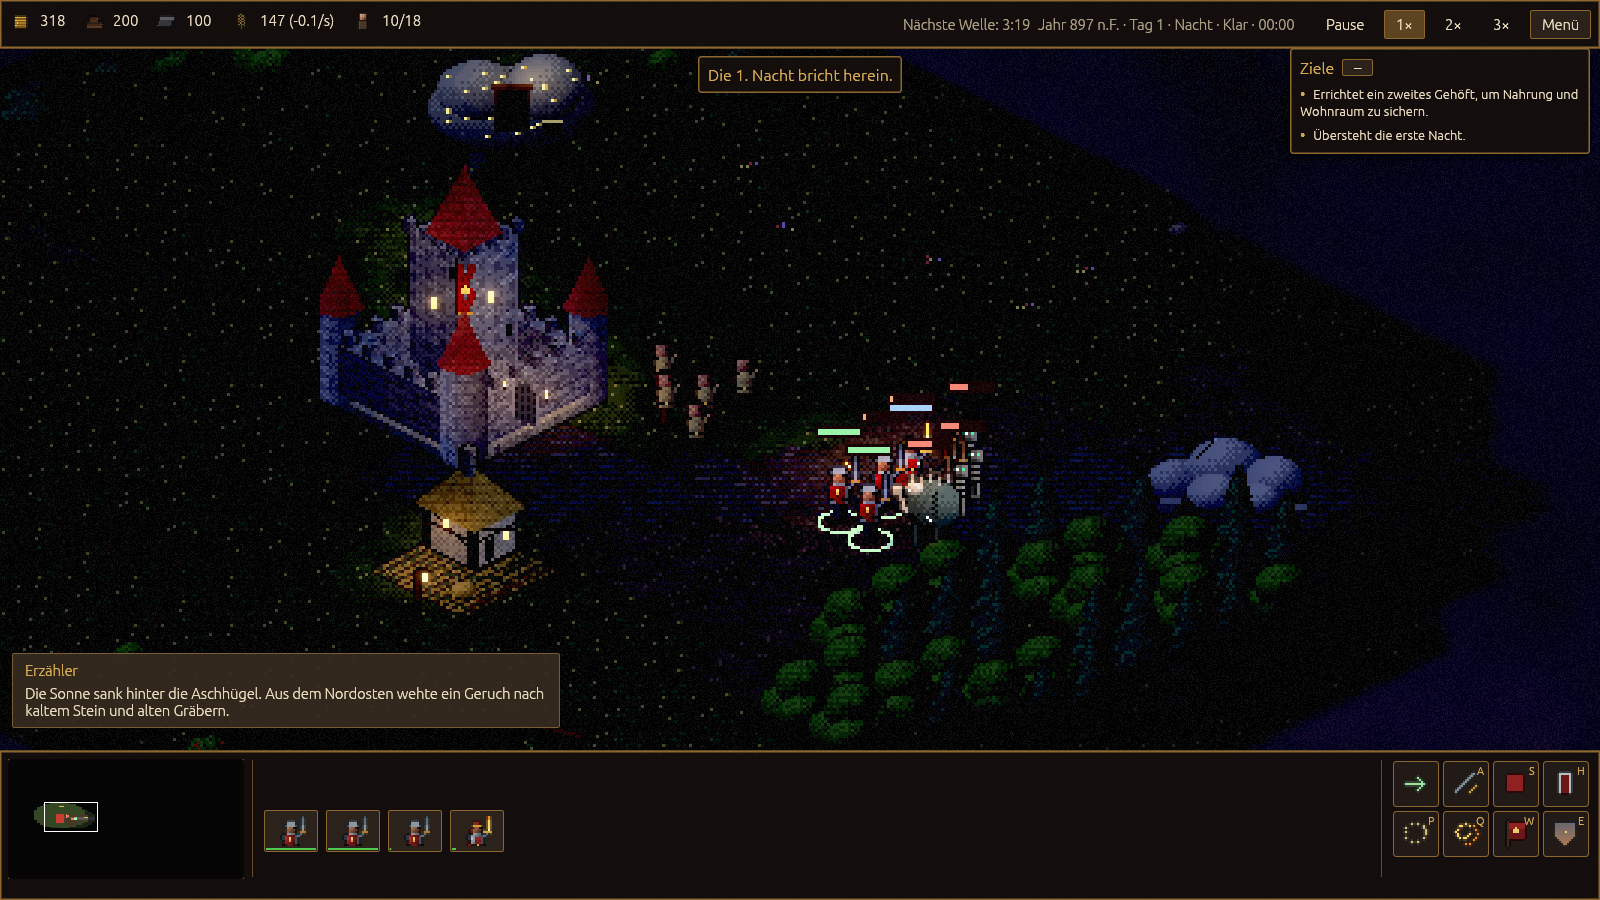 318 200 100 147 (-0.1/s) 10/18
Nächste Welle: 3:19 Jahr 897 n.F. · Tag 1 · Nacht · Klar · 00:00 Pause 1× 2× 3× Menü
Die 1. Nacht bricht herein.
Ziele –
• Errichtet ein zweites Gehöft, um Nahrung und
Wohnraum zu sichern.
• Übersteht die erste Nacht.
Erzähler
Die Sonne sank hinter die Aschhügel. Aus dem Nordosten wehte ein Geruch nach
kaltem Stein und alten Gräbern.
A S H
P Q W E